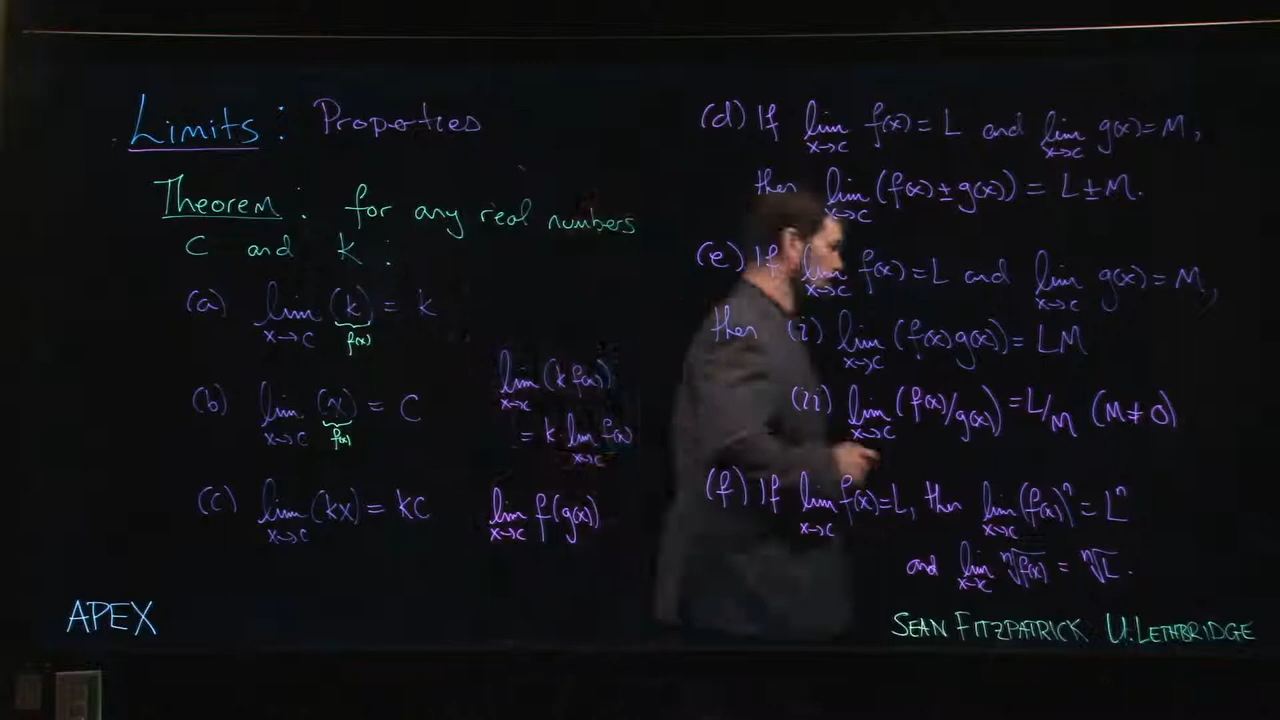 Limits: Properties
Theorem: for any real numbers
c and k:
(a) lim x→c (k) = k
f(x)
(b) lim x→c (x) = c
f(x)
(c) lim x→c (kx) = kc
lim x→x (k f(x))
= k·lim x→c f(x)
lim x→c f(g(x))
APEX
(d) If lim x→c f(x) = L and lim x→c g(x) = M,
then lim x→c (f(x) ± g(x)) = L ± M.
(e) If lim x→c f(x) = L and lim x→c g(x) = M,
then (i) lim x→c (f(x)g(x)) = LM
(ii) lim x→c (f(x)/g(x)) = L/M (M≠0)
(f) If lim x→c f(x) = L, then lim x→c (f(x))ⁿ = Lⁿ
and lim x→x ⁿ√f(x) = ⁿ√L.
SEAN FITZPATRICK U. LETHBRIDGE